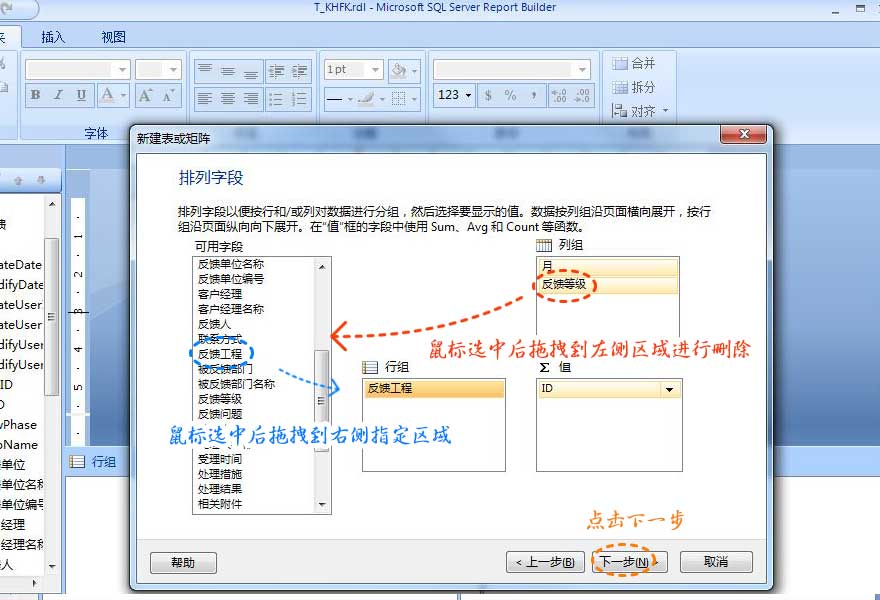 T_KHFK.rdl - Microsoft SQL Server Report Builder
插入
视图
1pt
合并
B I U A A A
123 $ % , .00 .00
拆分
对齐
字体
新建表或矩阵
排列字段
排列字段以便按行和/或列对数据进行分组，然后选择要显示的值。数据按列组沿页面横向展开，按行
组沿页面纵向向下展开。在“值”框的字段中使用 Sum、Avg 和 Count 等函数。
可用字段
反馈单位名称
反馈单位编号
客户经理
客户经理名称
反馈人
联系方式
反馈工程
被反馈部门
被反馈部门名称
反馈等级
反馈问题
受理时间
处理措施
处理结果
相关附件
列组
月
反馈等级
鼠标选中后拖拽到左侧区域进行删除
行组
反馈工程
Σ 值
ID
鼠标选中后拖拽到右侧指定区域
点击下一步
帮助
< 上一步(B)
下一步(N) >
取消
馈
ateDate
difyDate
ateUser
ateUser
difyUser
difyUser
ID
D
vPhase
oName
单位
单位名称
单位编号
经理
经理名称
人
1
2
3
4
5
行组